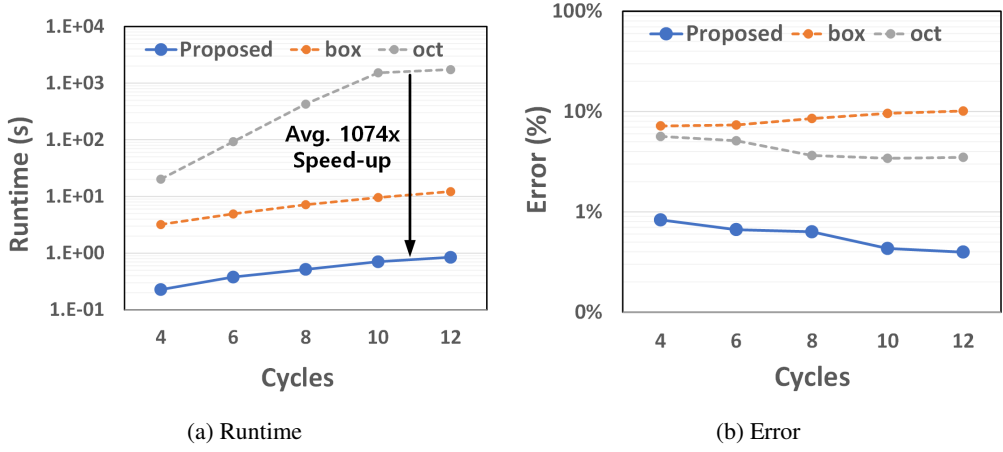 1.E+04
1.E+03
1.E+02
1.E+01
1.E+00
1.E-01
Runtime (s)
Proposed box oct
Avg. 1074x
Speed-up
4 6 8 10 12
Cycles
(a) Runtime
100%
10%
1%
0%
Error (%)
Proposed box oct
4 6 8 10 12
Cycles
(b) Error